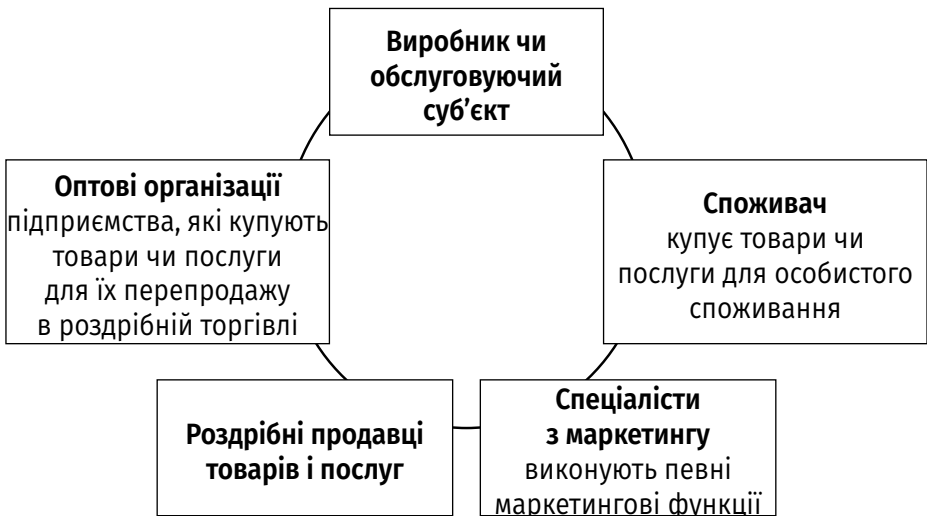 Виробник чи
обслуговуючий
суб’єкт
Оптові організації
підприємства, які купують
товари чи послуги
для їх перепродажу
в роздрібній торгівлі
Споживач
купує товари чи
послуги для особистого
споживання
Роздрібні продавці
товарів і послуг
Спеціалісти
з маркетингу
виконують певні
маркетингові функції